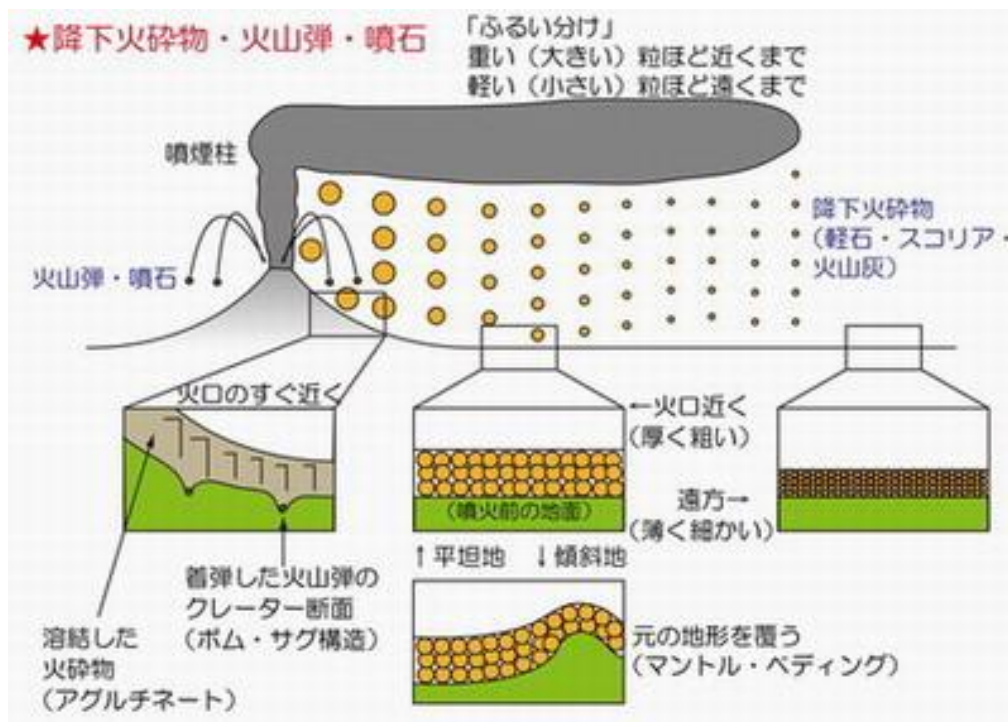 ★降下火砕物・火山弾・噴石
「ふるい分け」
重い（大きい）粒ほど近くまで
軽い（小さい）粒ほど遠くまで
噴煙柱
降下火砕物
（軽石・スコリア・
火山灰）
火山弾・噴石
火口のすぐ近く
←火口近く
（厚く粗い）
遠方→
（薄く細かい）
（噴火前の地面）
↑平坦地
↓傾斜地
着弾した火山弾の
クレーター断面
（ボム・サグ構造）
溶結した
火砕物
（アグルチネート）
元の地形を覆う
（マントル・ベディング）